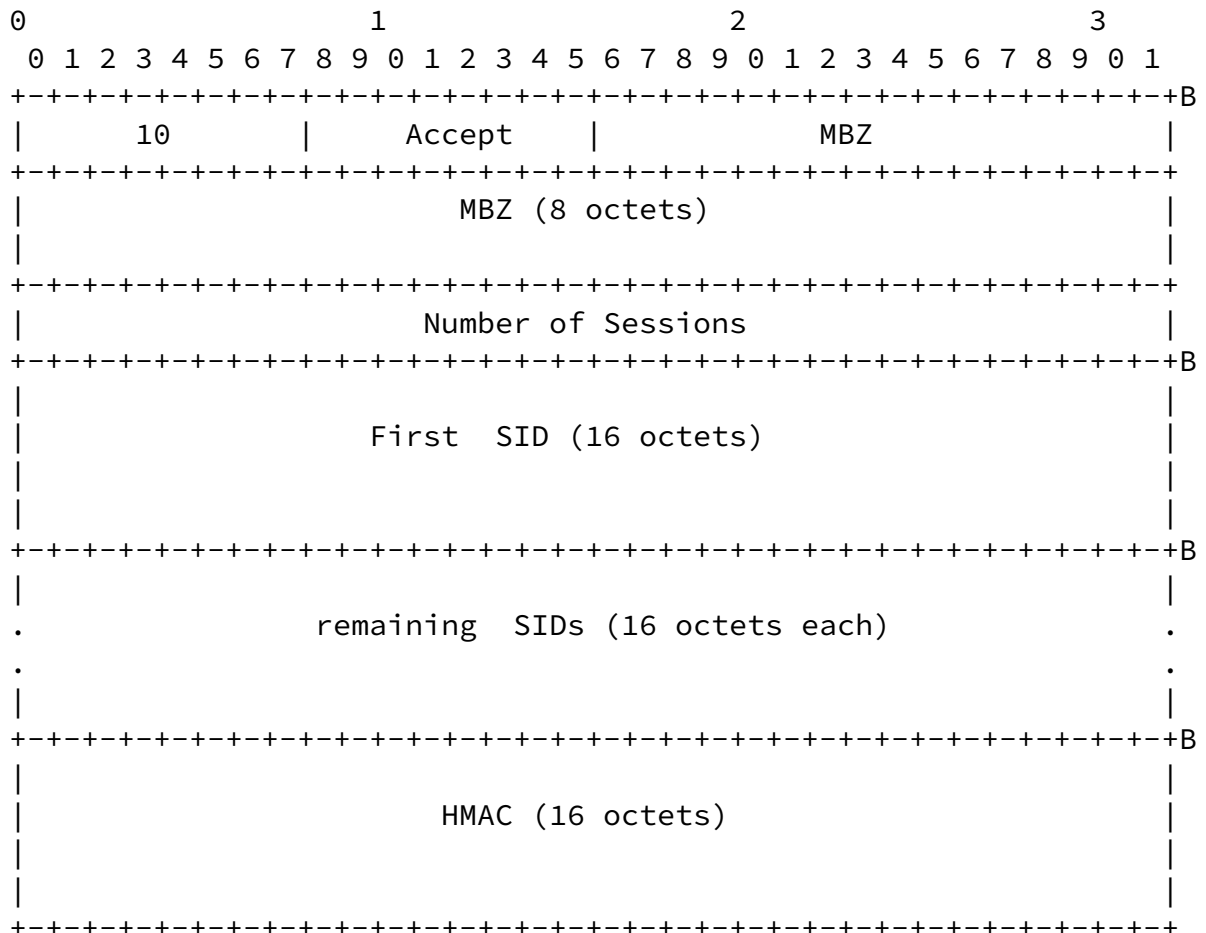 0                   1                   2                   3
 0 1 2 3 4 5 6 7 8 9 0 1 2 3 4 5 6 7 8 9 0 1 2 3 4 5 6 7 8 9 0 1
+-+-+-+-+-+-+-+-+-+-+-+-+-+-+-+-+-+-+-+-+-+-+-+-+-+-+-+-+-+-+-+-+B
|      10       |     Accept    |            MBZ                |
+-+-+-+-+-+-+-+-+-+-+-+-+-+-+-+-+-+-+-+-+-+-+-+-+-+-+-+-+-+-+-+-+
|                        MBZ (8 octets)                         |
|                                                               |
+-+-+-+-+-+-+-+-+-+-+-+-+-+-+-+-+-+-+-+-+-+-+-+-+-+-+-+-+-+-+-+-+
|                      Number of Sessions                       |
+-+-+-+-+-+-+-+-+-+-+-+-+-+-+-+-+-+-+-+-+-+-+-+-+-+-+-+-+-+-+-+-+B
|                                                               |
|                   First  SID (16 octets)                      |
|                                                               |
|                                                               |
+-+-+-+-+-+-+-+-+-+-+-+-+-+-+-+-+-+-+-+-+-+-+-+-+-+-+-+-+-+-+-+-+B
|                                                               |
.                remaining  SIDs (16 octets each)               .
.                                                               .
|                                                               |
+-+-+-+-+-+-+-+-+-+-+-+-+-+-+-+-+-+-+-+-+-+-+-+-+-+-+-+-+-+-+-+-+B
|                                                               |
|                       HMAC (16 octets)                        |
|                                                               |
|                                                               |
+-+-+-+-+-+-+-+-+-+-+-+-+-+-+-+-+-+-+-+-+-+-+-+-+-+-+-+-+-+-+-+-+